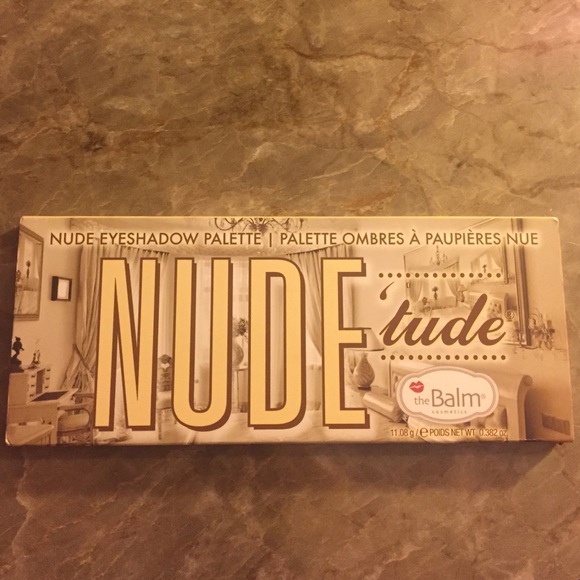 NUDE EYESHADOW PALETTE | PALETTE OMBRES À PAUPIÈRES NUE
NUDE
'tude
the Balm®
cosmetics
11.08 g / ℮ POIDS NET WT. 0.382 oz